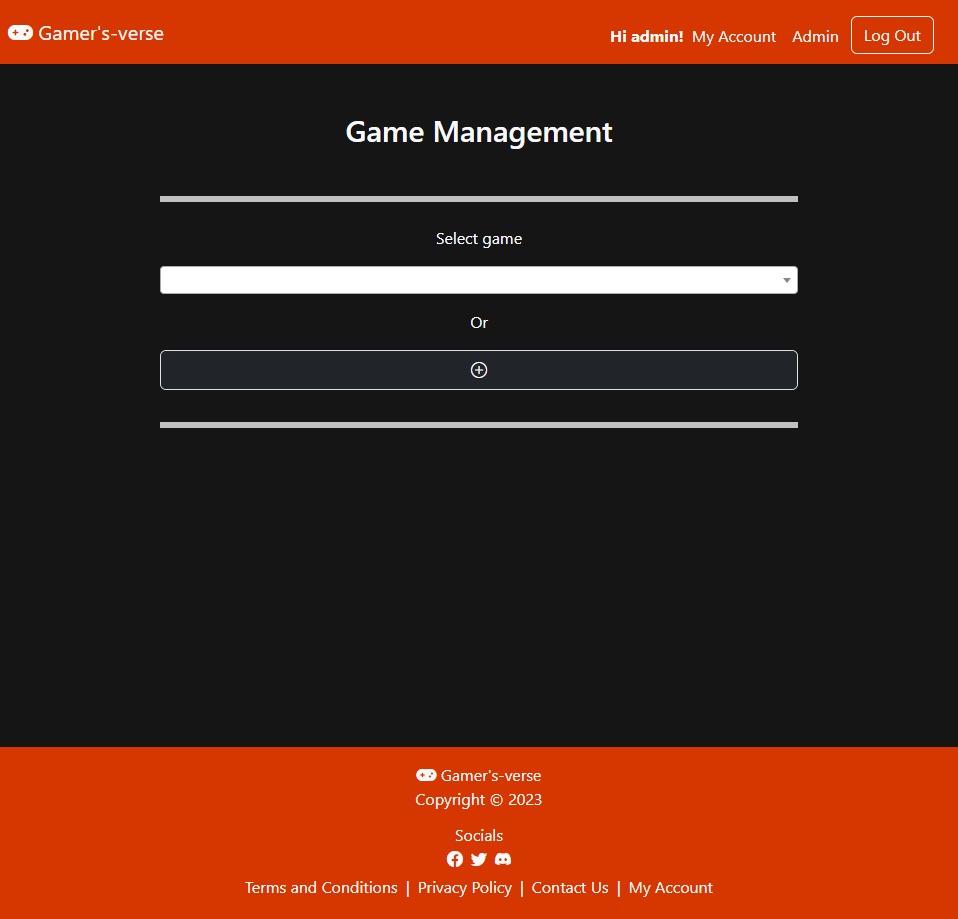 Gamer's-verse
Hi admin! My Account Admin Log Out
Game Management
Select game
Or
Gamer's-verse
Copyright © 2023
Socials
Terms and Conditions | Privacy Policy | Contact Us | My Account